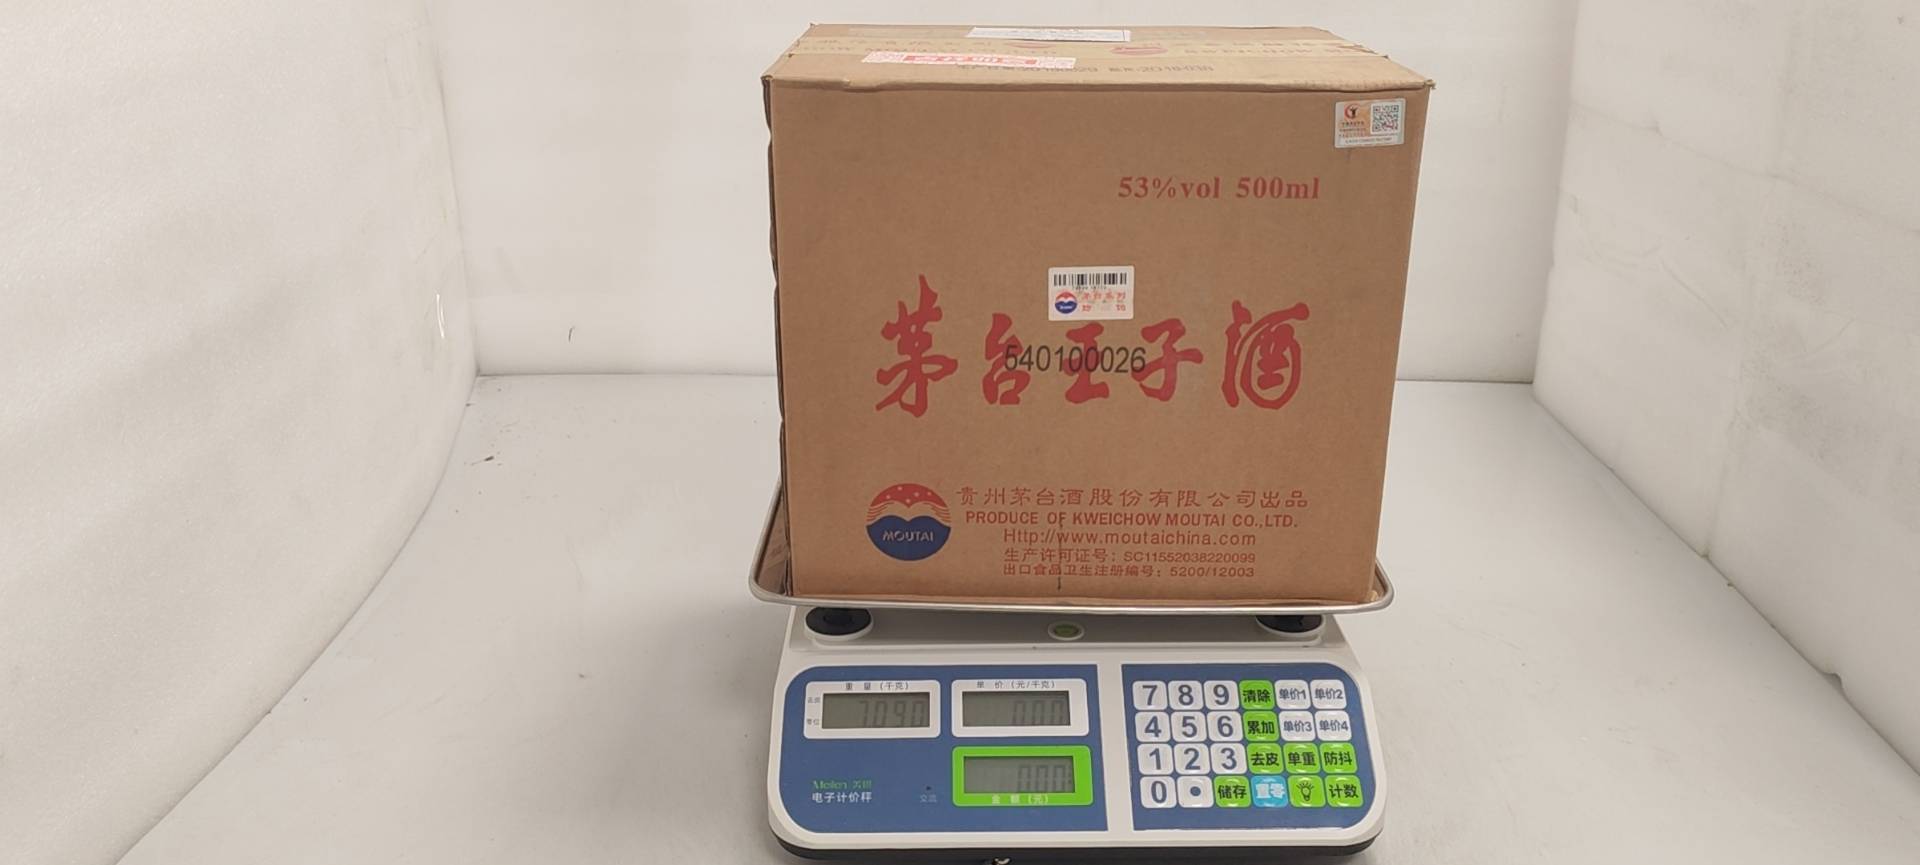 53%vol 500ml
茅台王子酒
540100026
贵州茅台酒股份有限公司出品
PRODUCE OF KWEICHOW MOUTAI CO.,LTD.
Http://www.moutaichina.com
生产许可证号：SC11552038220099
出口食品卫生注册编号：5200/12003
MOUTAI
重 量（千克）
单 价（元/千克）
7.090
0.00
金 额（元）
Meilen
电子计价秤
交流
7 8 9 清除 单价1 单价2
4 5 6 累加 单价3 单价4
1 2 3 去皮 单重 防抖
0 • 储存 置零 计数